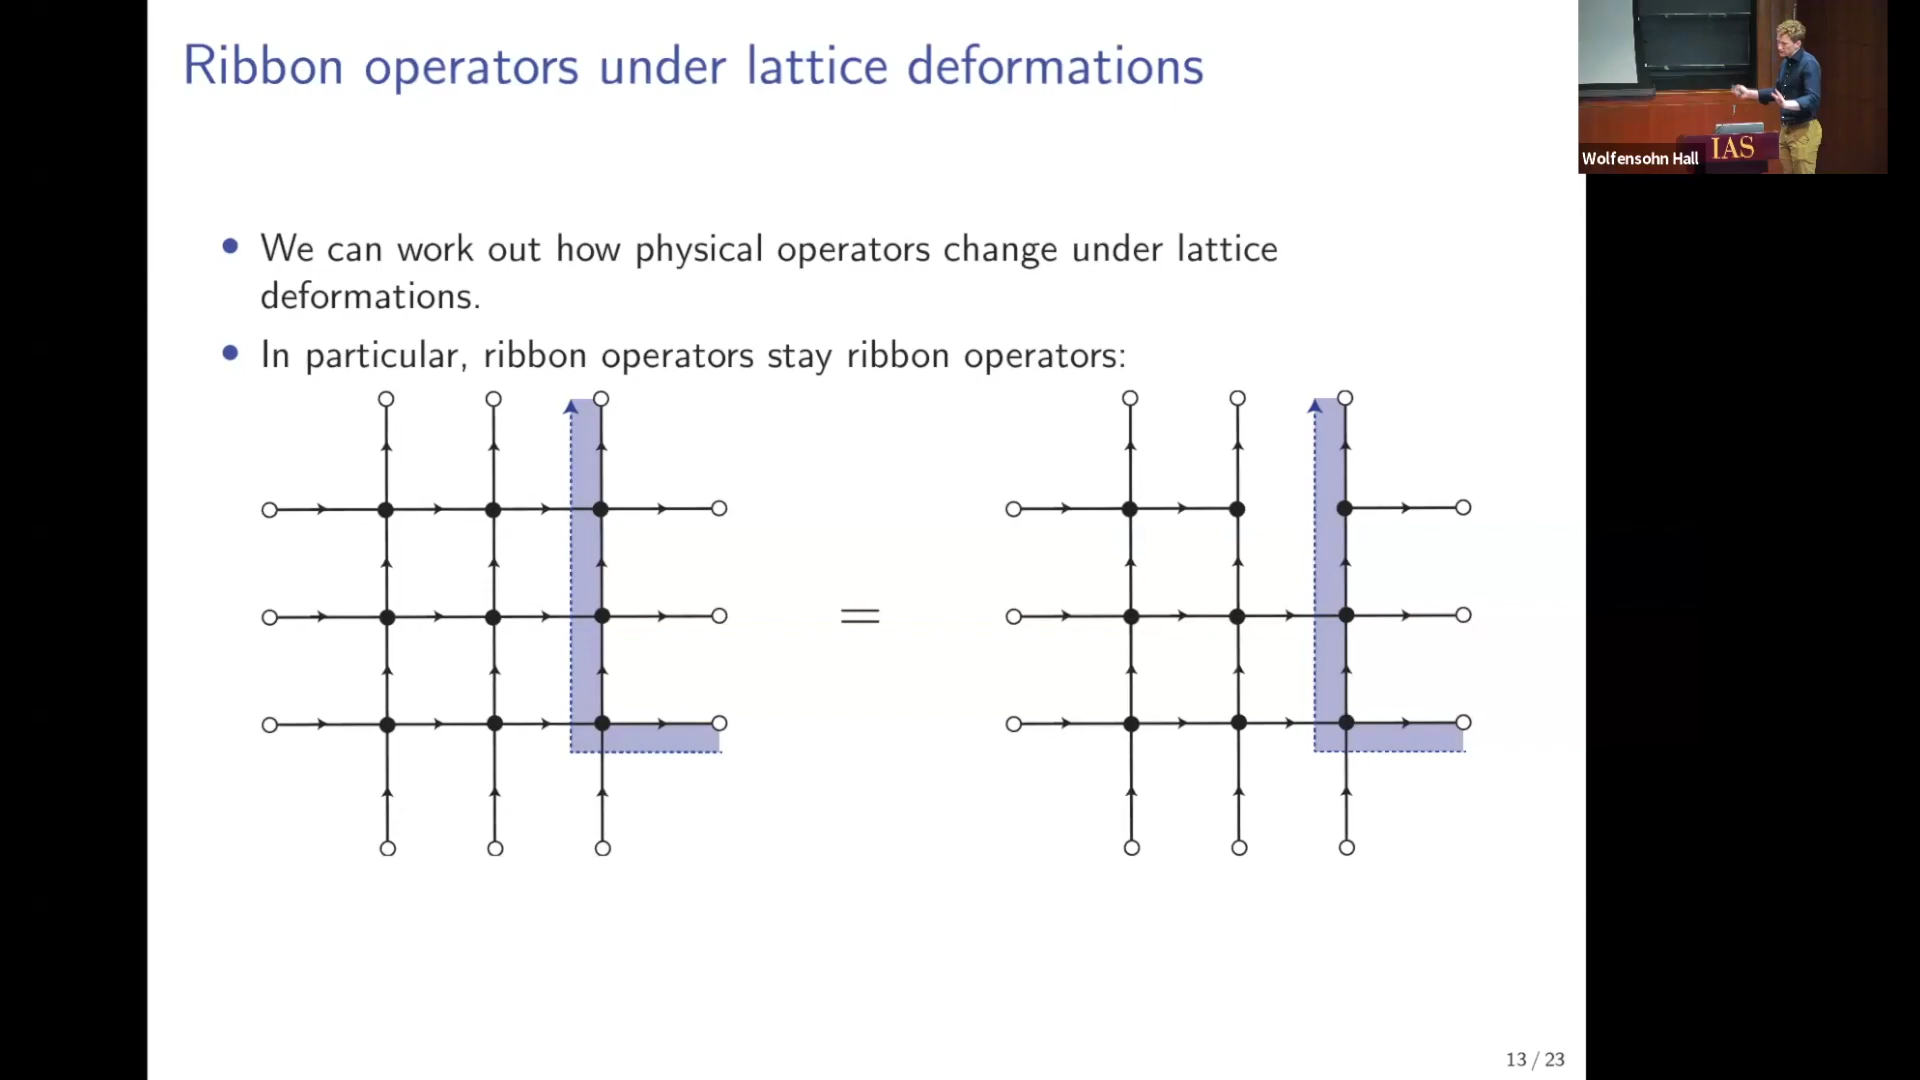 Ribbon operators under lattice deformations
Wolfensohn Hall
IAS
• We can work out how physical operators change under lattice
deformations.
• In particular, ribbon operators stay ribbon operators:
=
13 / 23